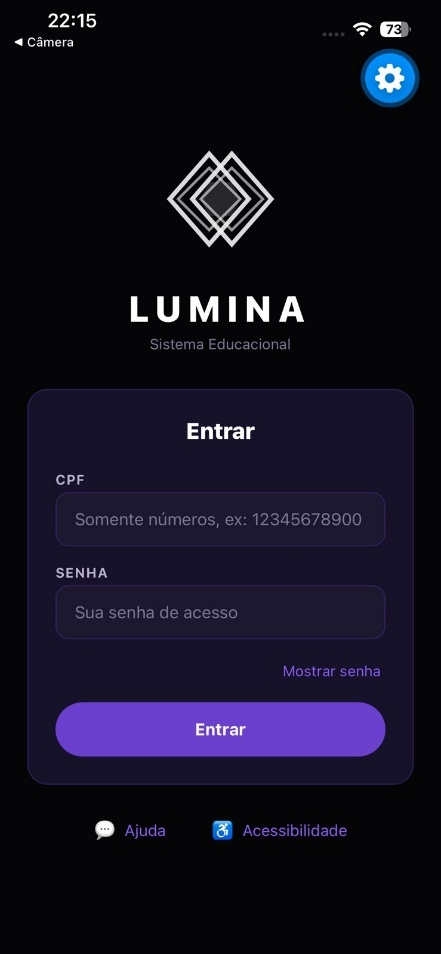 22:15
73
◀ Câmera
LUMINA
Sistema Educacional
Entrar
CPF
Somente números, ex: 12345678900
SENHA
Sua senha de acesso
Mostrar senha
Entrar
Ajuda
Acessibilidade